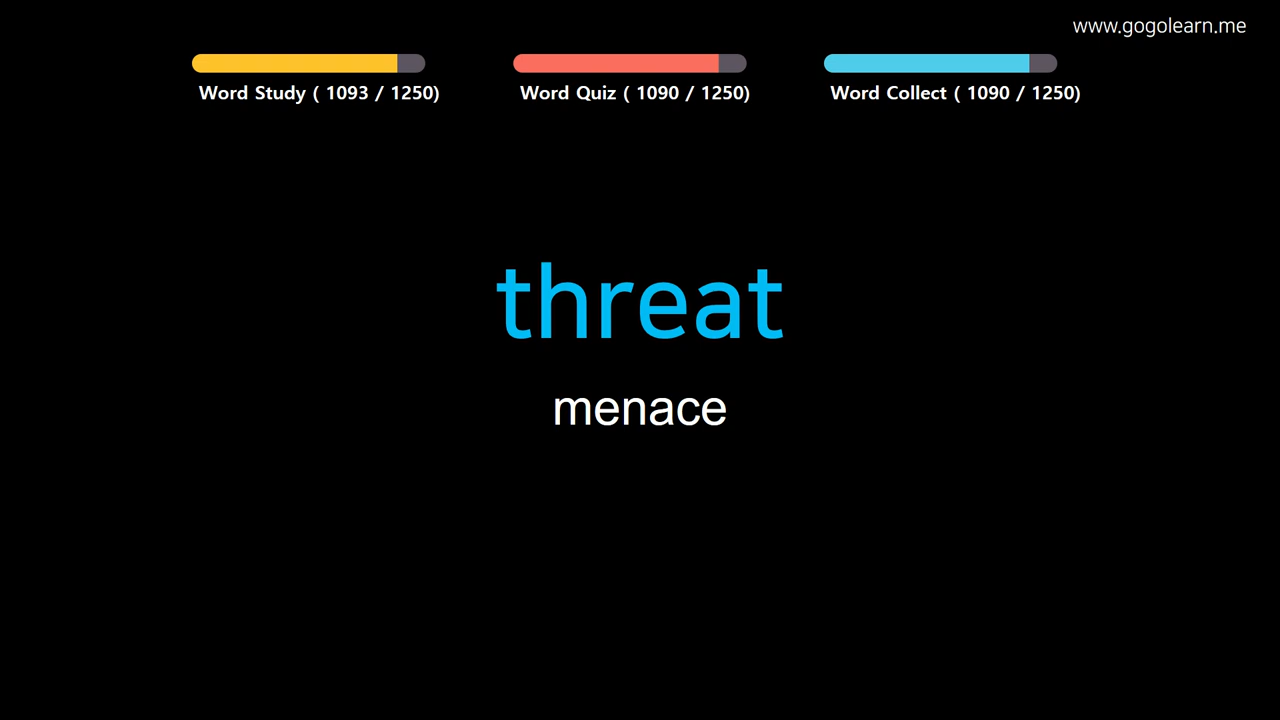 www.gogolearn.me
Word Study ( 1093 / 1250)
Word Quiz ( 1090 / 1250)
Word Collect ( 1090 / 1250)
threat
menace